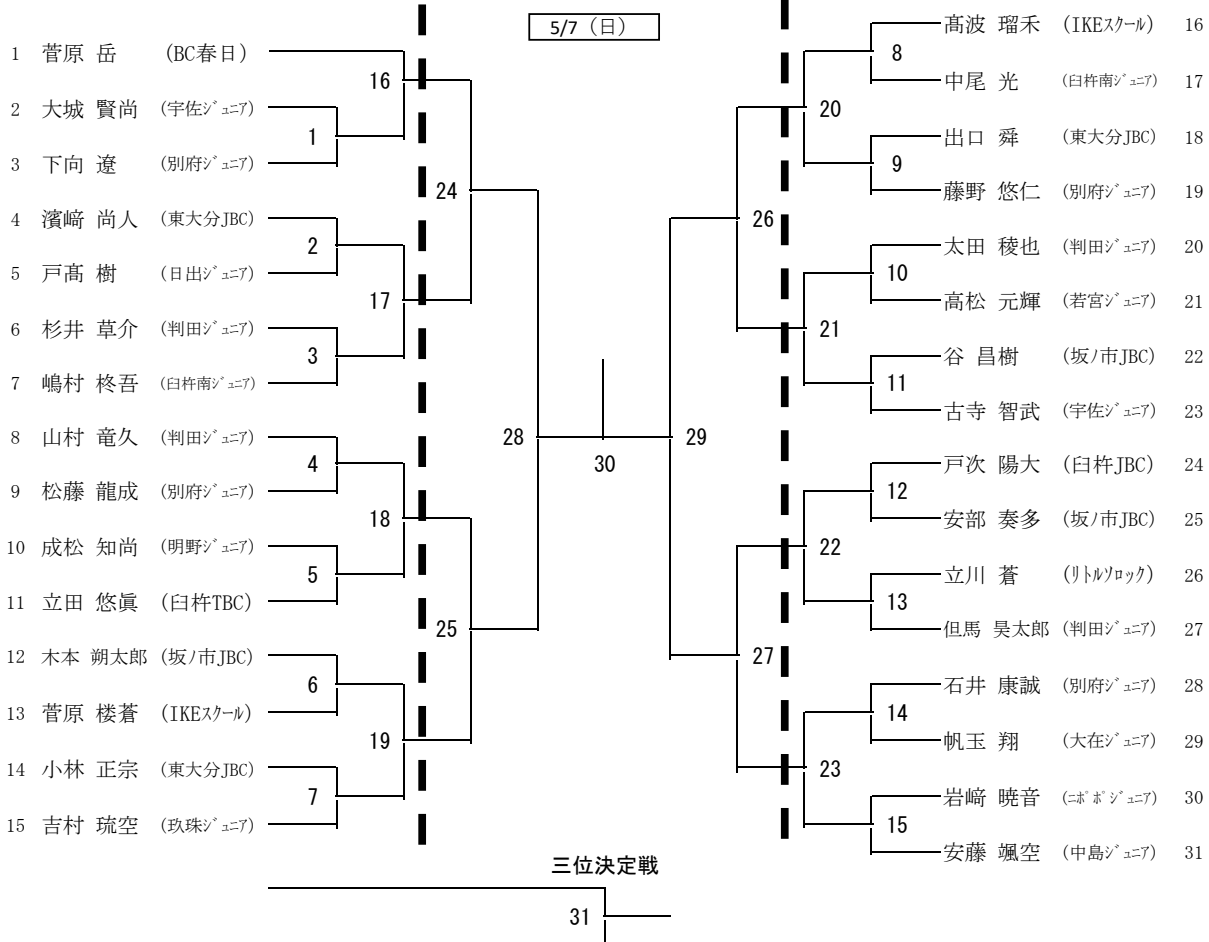 5/7 (日)
1 菅原 岳 (BC春日)
2 大城 賢尚 (宇佐ｼﾞｭﾆｱ)
3 下向 遼 (別府ｼﾞｭﾆｱ)
4 濱﨑 尚人 (東大分JBC)
5 戸髙 樹 (日出ｼﾞｭﾆｱ)
6 杉井 草介 (判田ｼﾞｭﾆｱ)
7 嶋村 柊吾 (臼杵南ｼﾞｭﾆｱ)
8 山村 竜久 (判田ｼﾞｭﾆｱ)
9 松藤 龍成 (別府ｼﾞｭﾆｱ)
10 成松 知尚 (明野ｼﾞｭﾆｱ)
11 立田 悠眞 (臼杵TBC)
12 木本 朔太郎 (坂ﾉ市JBC)
13 菅原 楼蒼 (IKEｽｸｰﾙ)
14 小林 正宗 (東大分JBC)
15 吉村 琉空 (玖珠ｼﾞｭﾆｱ)
1
2
3
4
5
6
7
16
17
18
19
24
25
28
30
29
26
27
20
21
22
23
8
9
10
11
12
13
14
15
髙波 瑠禾 (IKEｽｸｰﾙ) 16
中尾 光 (臼杵南ｼﾞｭﾆｱ) 17
出口 舜 (東大分JBC) 18
藤野 悠仁 (別府ｼﾞｭﾆｱ) 19
太田 稜也 (判田ｼﾞｭﾆｱ) 20
高松 元輝 (若宮ｼﾞｭﾆｱ) 21
谷 昌樹 (坂ﾉ市JBC) 22
古寺 智武 (宇佐ｼﾞｭﾆｱ) 23
戸次 陽大 (臼杵JBC) 24
安部 奏多 (坂ﾉ市JBC) 25
立川 蒼 (ﾘﾄﾙｿﾛｯｸ) 26
但馬 昊太郎 (判田ｼﾞｭﾆｱ) 27
石井 康誠 (別府ｼﾞｭﾆｱ) 28
帆玉 翔 (大在ｼﾞｭﾆｱ) 29
岩﨑 暁音 (ﾆﾎﾟﾎﾟｼﾞｭﾆｱ) 30
安藤 颯空 (中島ｼﾞｭﾆｱ) 31
三位決定戦
31